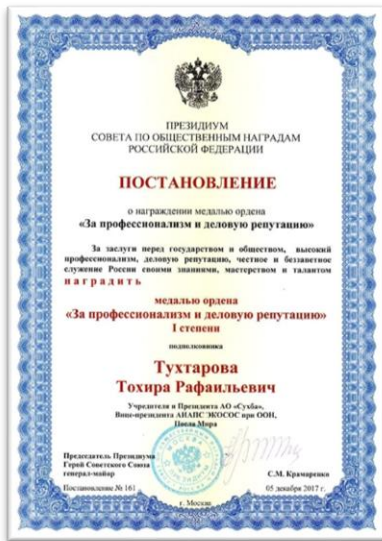 ПРЕЗИДИУМ
СОВЕТА ПО ОБЩЕСТВЕННЫМ НАГРАДАМ
РОССИЙСКОЙ ФЕДЕРАЦИИ
ПОСТАНОВЛЕНИЕ
о награждении медалью ордена
«За профессионализм и деловую репутацию»
За заслуги перед государством и обществом, высокий
профессионализм, деловую репутацию, честное и беззаветное
служение России своими знаниями, мастерством и талантом
наградить
медалью ордена
«За профессионализм и деловую репутацию»
I степени
подполковника
Тухтарова
Тохира Рафаильевич
Учредителя и Президента АО «Сухба»,
Вице-президента АНАПС ЭКОСОС при ООН,
Посла Мира
Председатель Президиума
Герой Советского Союза
генерал-майор
С.М. Крамаренко
Постановление № 161
05 декабря 2017 г.
г. Москва